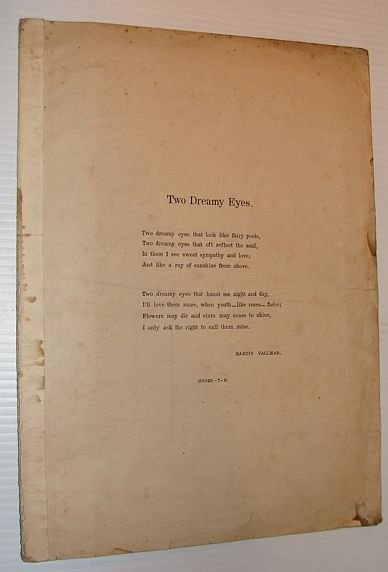 Two Dreamy Eyes.
Two dreamy eyes that look like fairy pools,
Two dreamy eyes that oft reflect the soul,
In them I see sweet sympathy and love,
Just like a ray of sunshine from above.
Two dreamy eyes that haunt me night and day,
I'll love them more, when youth—like roses—fades;
Flowers may die and stars may cease to shine,
I only ask the right to call them mine.
MARTIN VALLMAR.